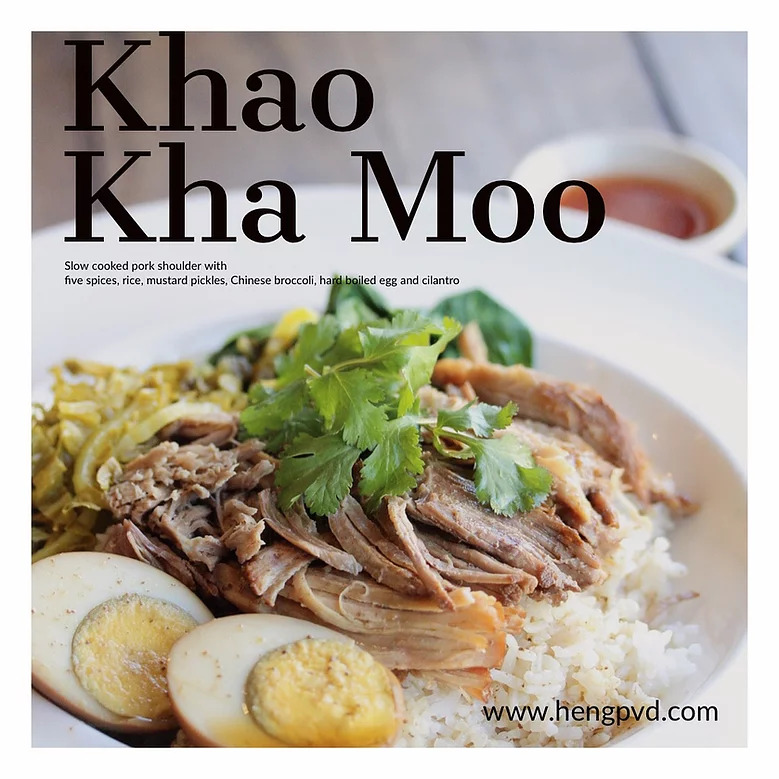 Khao
Kha Moo
Slow cooked pork shoulder with
five spices, rice, mustard pickles, Chinese broccoli, hard boiled egg and cilantro
www.hengpvd.com